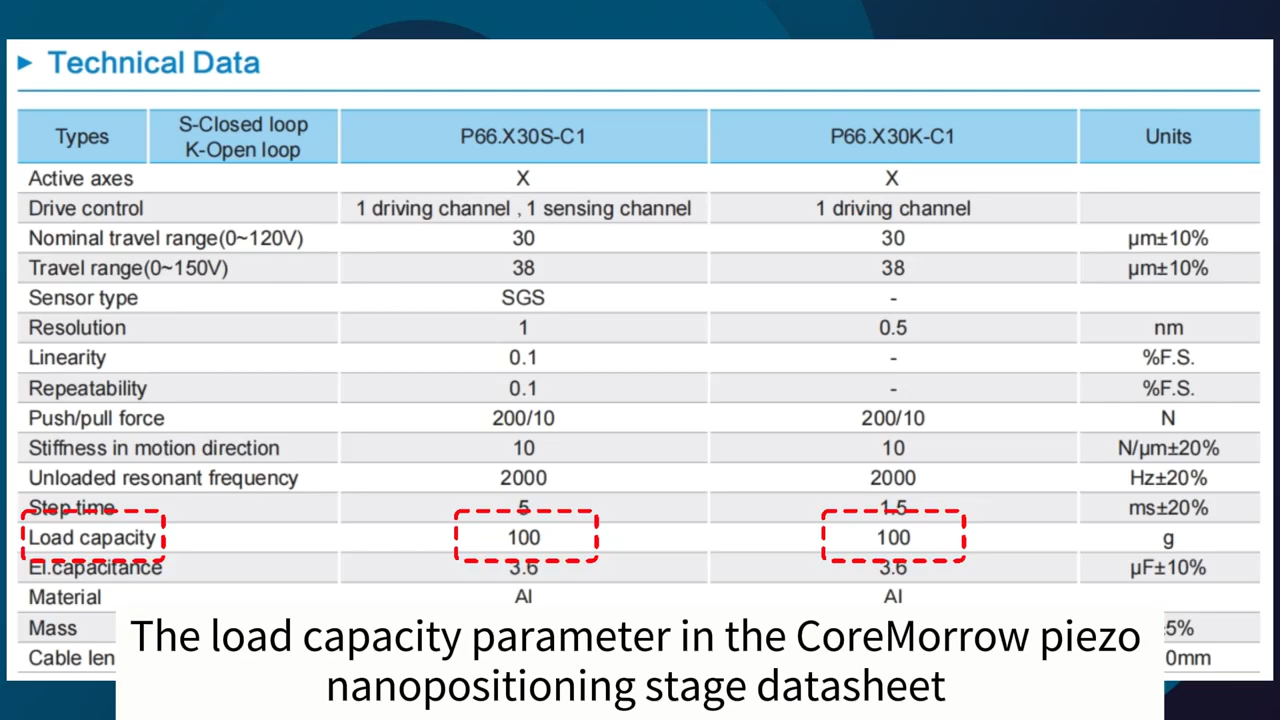 Technical Data
Types S-Closed loop K-Open loop P66.X30S-C1 P66.X30K-C1 Units
Active axes X X
Drive control 1 driving channel , 1 sensing channel 1 driving channel
Nominal travel range(0~120V) 30 30 μm±10%
Travel range(0~150V) 38 38 μm±10%
Sensor type SGS -
Resolution 1 0.5 nm
Linearity 0.1 - %F.S.
Repeatability 0.1 - %F.S.
Push/pull force 200/10 200/10 N
Stiffness in motion direction 10 10 N/μm±20%
Unloaded resonant frequency 2000 2000 Hz±20%
Step time 5 1.5 ms±20%
Load capacity 100 100 g
El.capacitance 3.6 3.6 μF±10%
Material Al Al
Mass 5%
Cable len 0mm
The load capacity parameter in the CoreMorrow piezo
nanopositioning stage datasheet